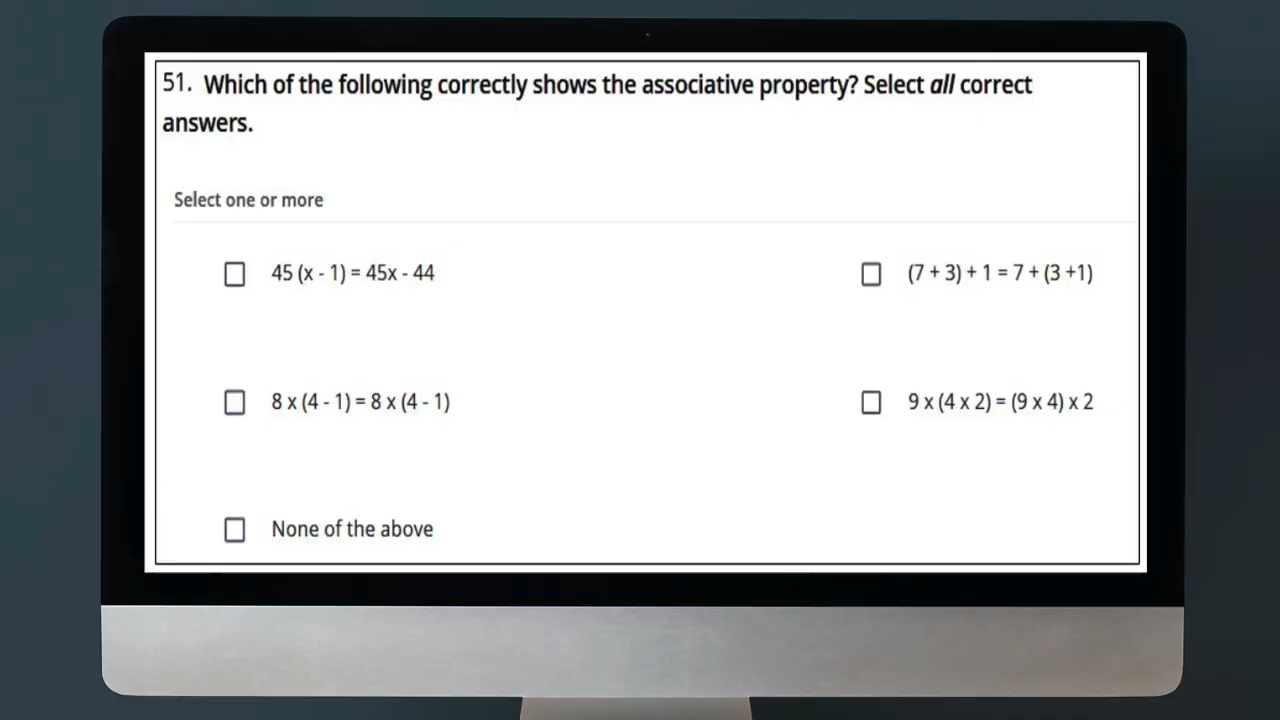 51. Which of the following correctly shows the associative property? Select all correct
answers.
Select one or more
45 (x - 1) = 45x - 44
(7 + 3) + 1 = 7 + (3 +1)
8 x (4 - 1) = 8 x (4 - 1)
9 x (4 x 2) = (9 x 4) x 2
None of the above